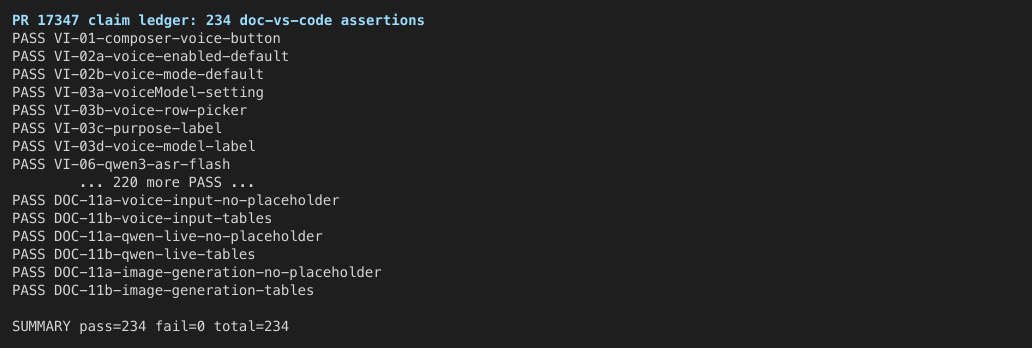 PR 17347 claim ledger: 234 doc-vs-code assertions
PASS VI-01-composer-voice-button
PASS VI-02a-voice-enabled-default
PASS VI-02b-voice-mode-default
PASS VI-03a-voiceModel-setting
PASS VI-03b-voice-row-picker
PASS VI-03c-purpose-label
PASS VI-03d-voice-model-label
PASS VI-06-qwen3-asr-flash
... 220 more PASS ...
PASS DOC-11a-voice-input-no-placeholder
PASS DOC-11b-voice-input-tables
PASS DOC-11a-qwen-live-no-placeholder
PASS DOC-11b-qwen-live-tables
PASS DOC-11a-image-generation-no-placeholder
PASS DOC-11b-image-generation-tables
SUMMARY pass=234 fail=0 total=234